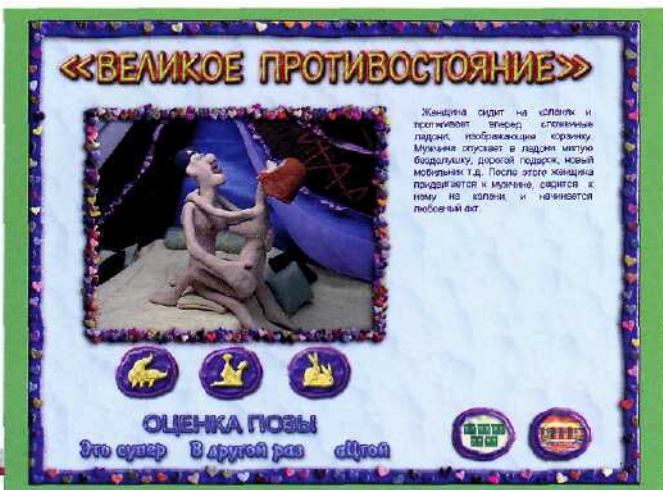 «ВЕЛИКОЕ ПРОТИВОСТОЯНИЕ»
Женщина сидит на коленях и
протягивает вперед сложенные
ладони, изображающие корзинку.
Мужчина опускает в ладони милую
безделушку, дорогой подарок, новый
мобильник т.д. После этого женщина
придвигается к мужчине, садится к
нему на колени, и начинается
любовный акт.
ОЦЕНКА ПОЗЫ
Это супер В другой раз